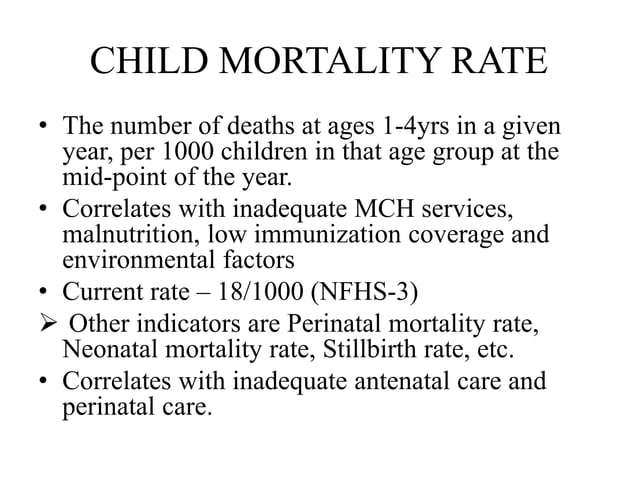 CHILD MORTALITY RATE
• The number of deaths at ages 1-4yrs in a given
year, per 1000 children in that age group at the
mid-point of the year.
• Correlates with inadequate MCH services,
malnutrition, low immunization coverage and
environmental factors
• Current rate – 18/1000 (NFHS-3)
➢ Other indicators are Perinatal mortality rate,
Neonatal mortality rate, Stillbirth rate, etc.
• Correlates with inadequate antenatal care and
perinatal care.